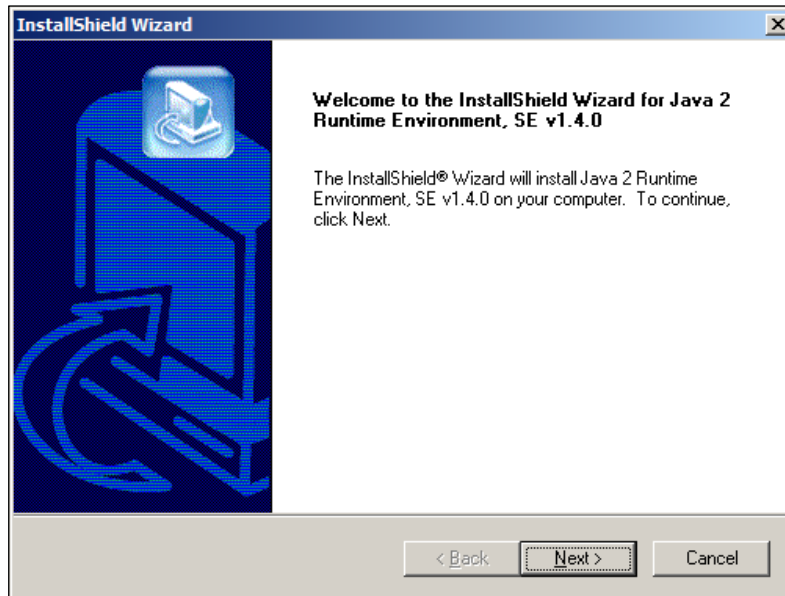 InstallShield Wizard
Welcome to the InstallShield Wizard for Java 2
Runtime Environment, SE v1.4.0
The InstallShield® Wizard will install Java 2 Runtime
Environment, SE v1.4.0 on your computer.  To continue,
click Next.
< Back
Next >
Cancel